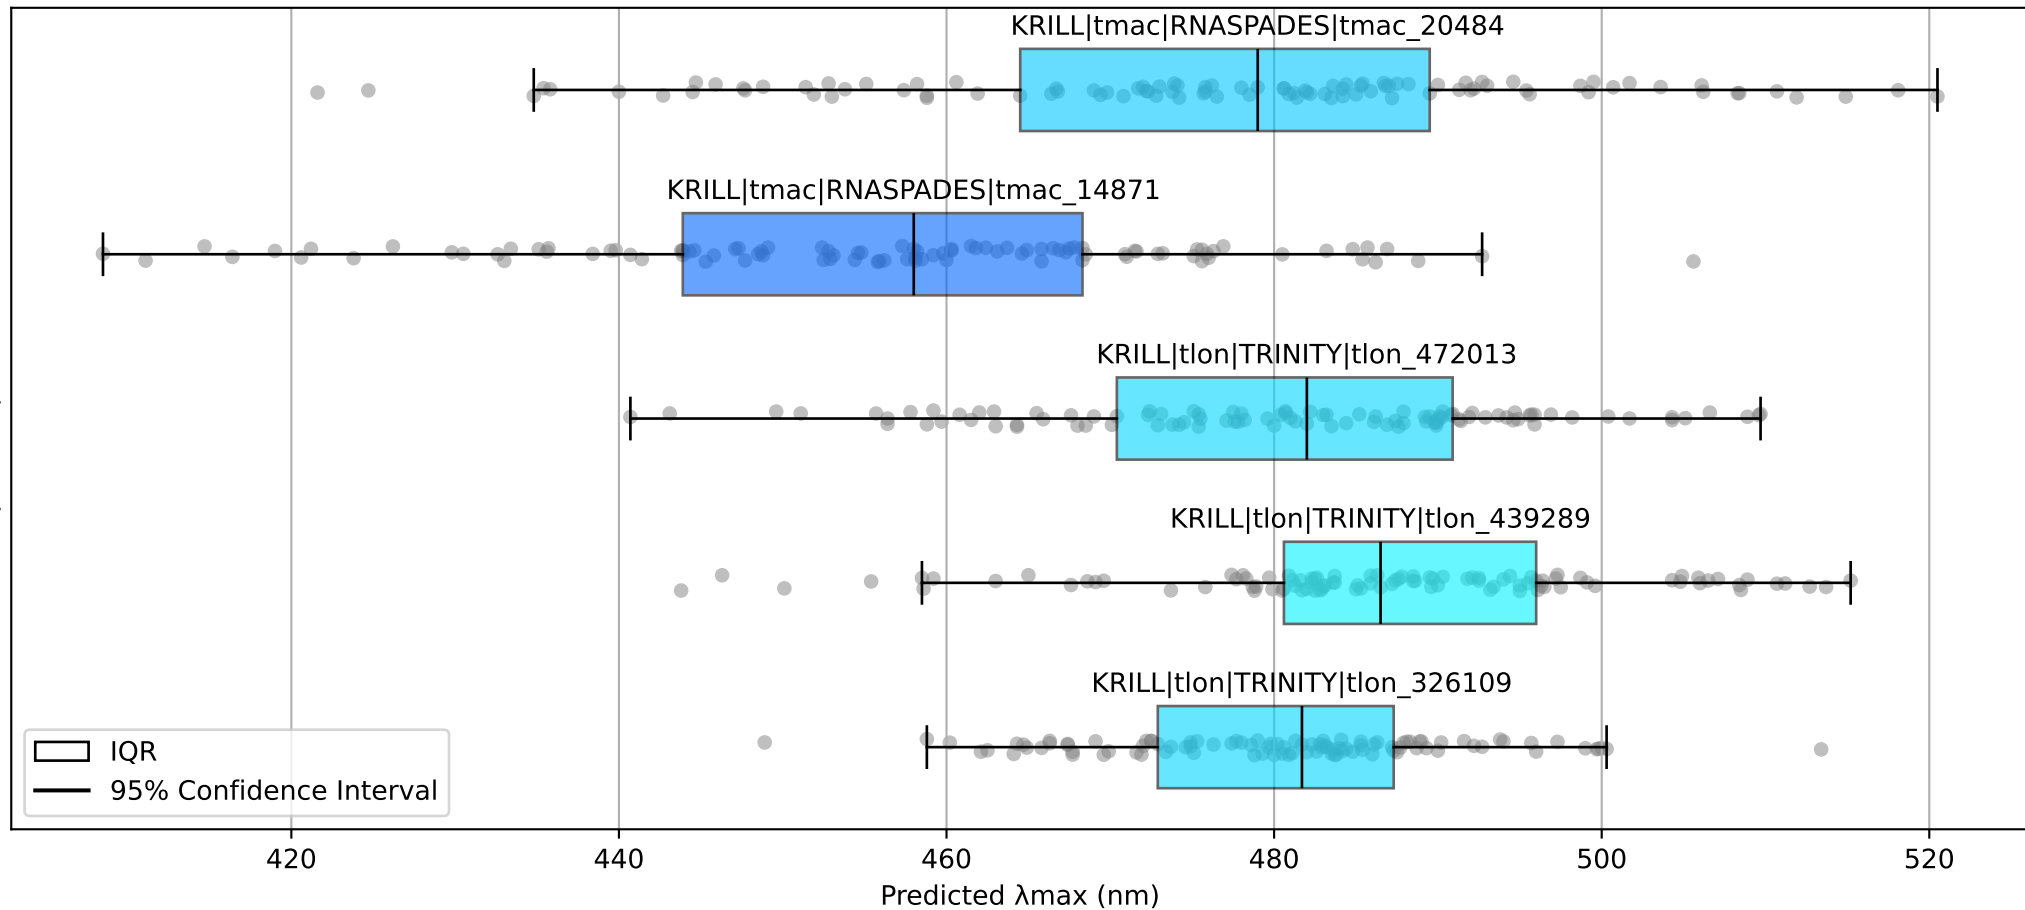 KRILL|tmac|RNASPADES|tmac_20484
KRILL|tmac|RNASPADES|tmac_14871
KRILL|tlon|TRINITY|tlon_472013
KRILL|tlon|TRINITY|tlon_439289
KRILL|tlon|TRINITY|tlon_326109
IQR
95% Confidence Interval
420 440 460 480 500 520
Predicted λmax (nm)